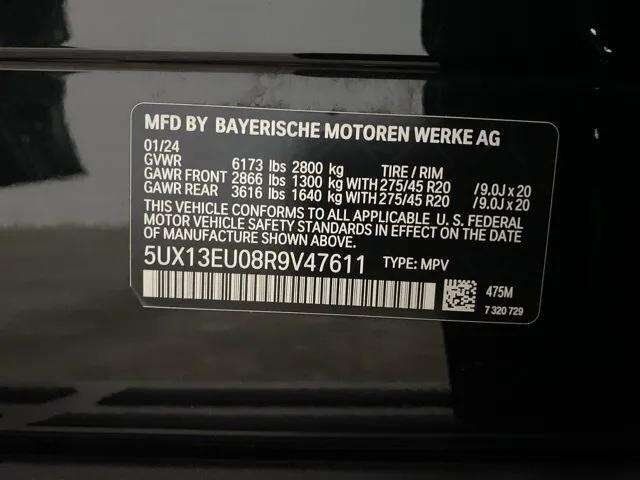 MFD BY BAYERISCHE MOTOREN WERKE AG
01/24
GVWR 6173 lbs 2800 kg TIRE / RIM
GAWR FRONT 2866 lbs 1300 kg WITH 275/45 R20 /9.0J x 20
GAWR REAR 3616 lbs 1640 kg WITH 275/45 R20 /9.0J x 20
THIS VEHICLE CONFORMS TO ALL APPLICABLE U. S. FEDERAL
MOTOR VEHICLE SAFETY STANDARDS IN EFFECT ON THE DATE
OF MANUFACTURE SHOWN ABOVE.
5UX13EU08R9V47611 TYPE: MPV
475M
7 320 729